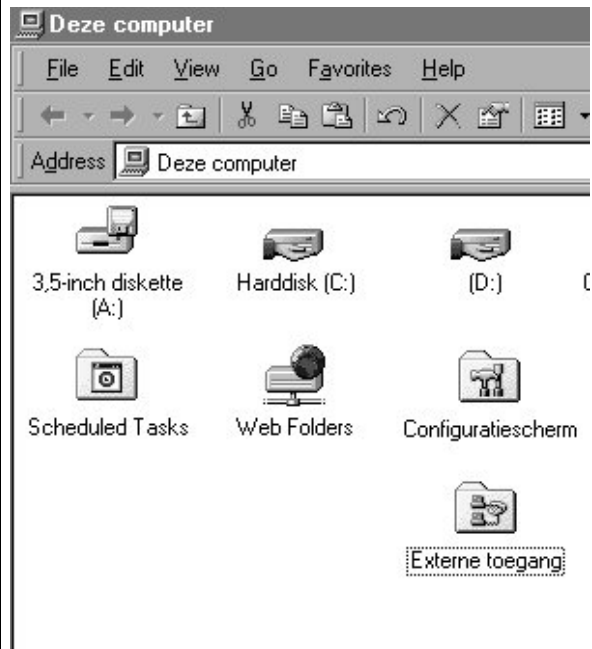 Deze computer
File Edit View Go Favorites Help
Address Deze computer
3,5-inch diskette
(A:)
Harddisk (C:)
(D:)
Scheduled Tasks
Web Folders
Configuratiescherm
Externe toegang